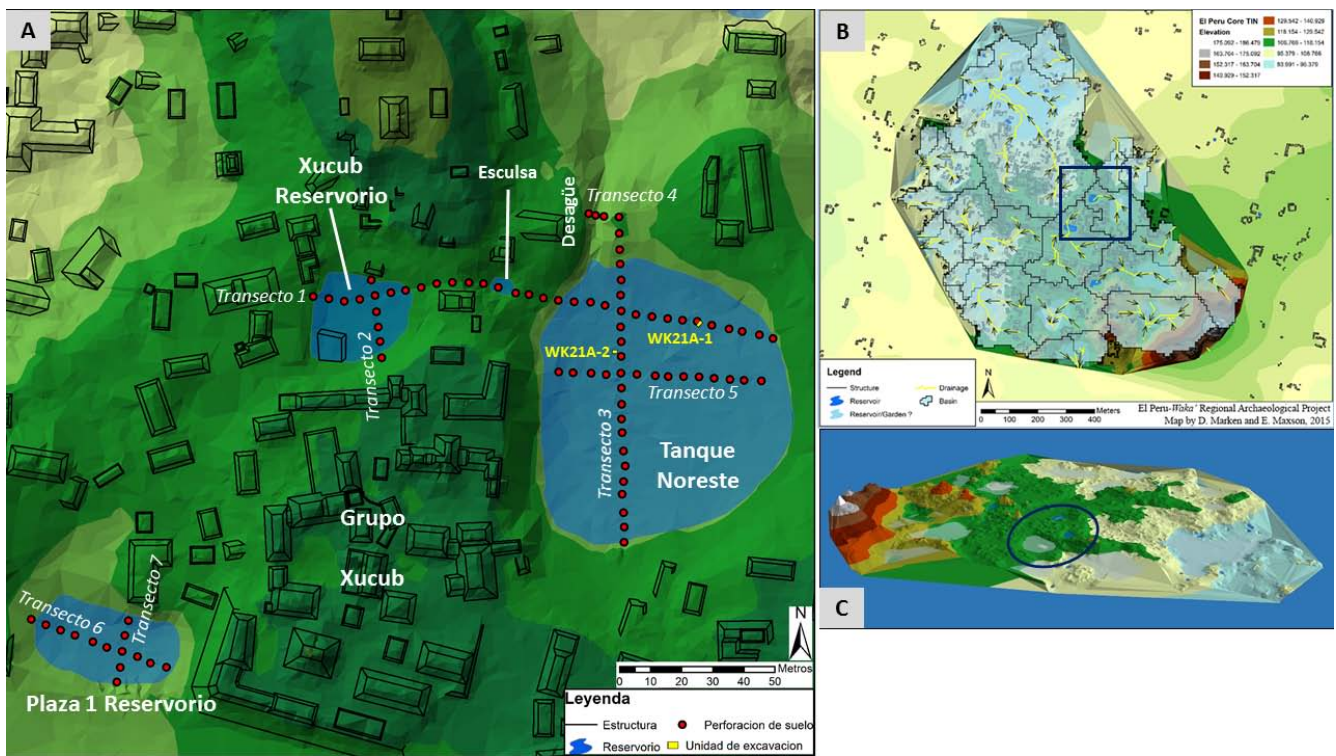 A
Xucub
Reservorio
Esculsa
Desagüe
Transecto 4
Transecto 1
Transecto 2
WK21A-1
WK21A-2
Transecto 5
Transecto 3
Tanque
Noreste
Grupo
Xucub
Transecto 6
Transecto 7
Plaza 1 Reservorio
N
Metros
0 10 20 30 40 50
Leyenda
Estructura
Perforacion de suelo
Reservorio
Unidad de excavacion
B
El Peru Core TIN
Elevation
Legend
Structure
Drainage
Reservoir
Basin
Reservoir/Garden ?
N
Meters
0 50 100 200 300 400
El Peru-Waka' Regional Archaeological Project
Map by D. Marken and E. Maxson, 2015
C